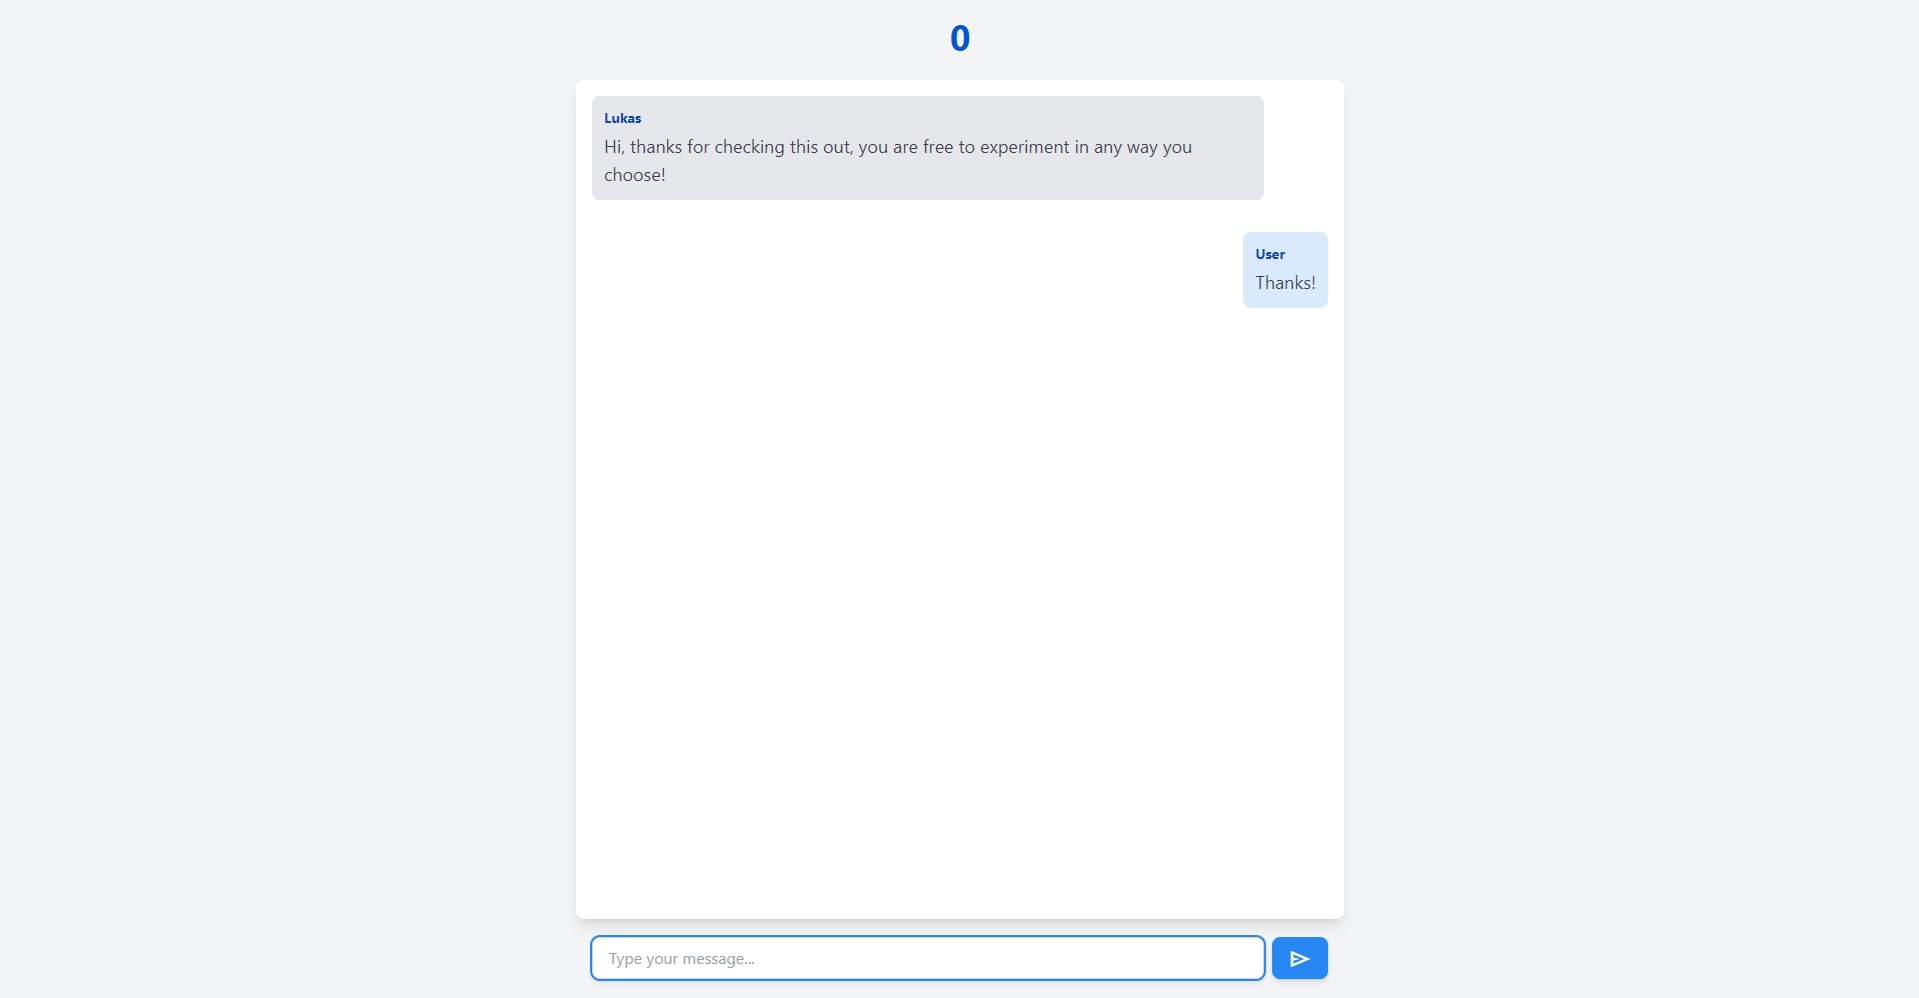 0
Lukas
Hi, thanks for checking this out, you are free to experiment in any way you
choose!
User
Thanks!
Type your message...